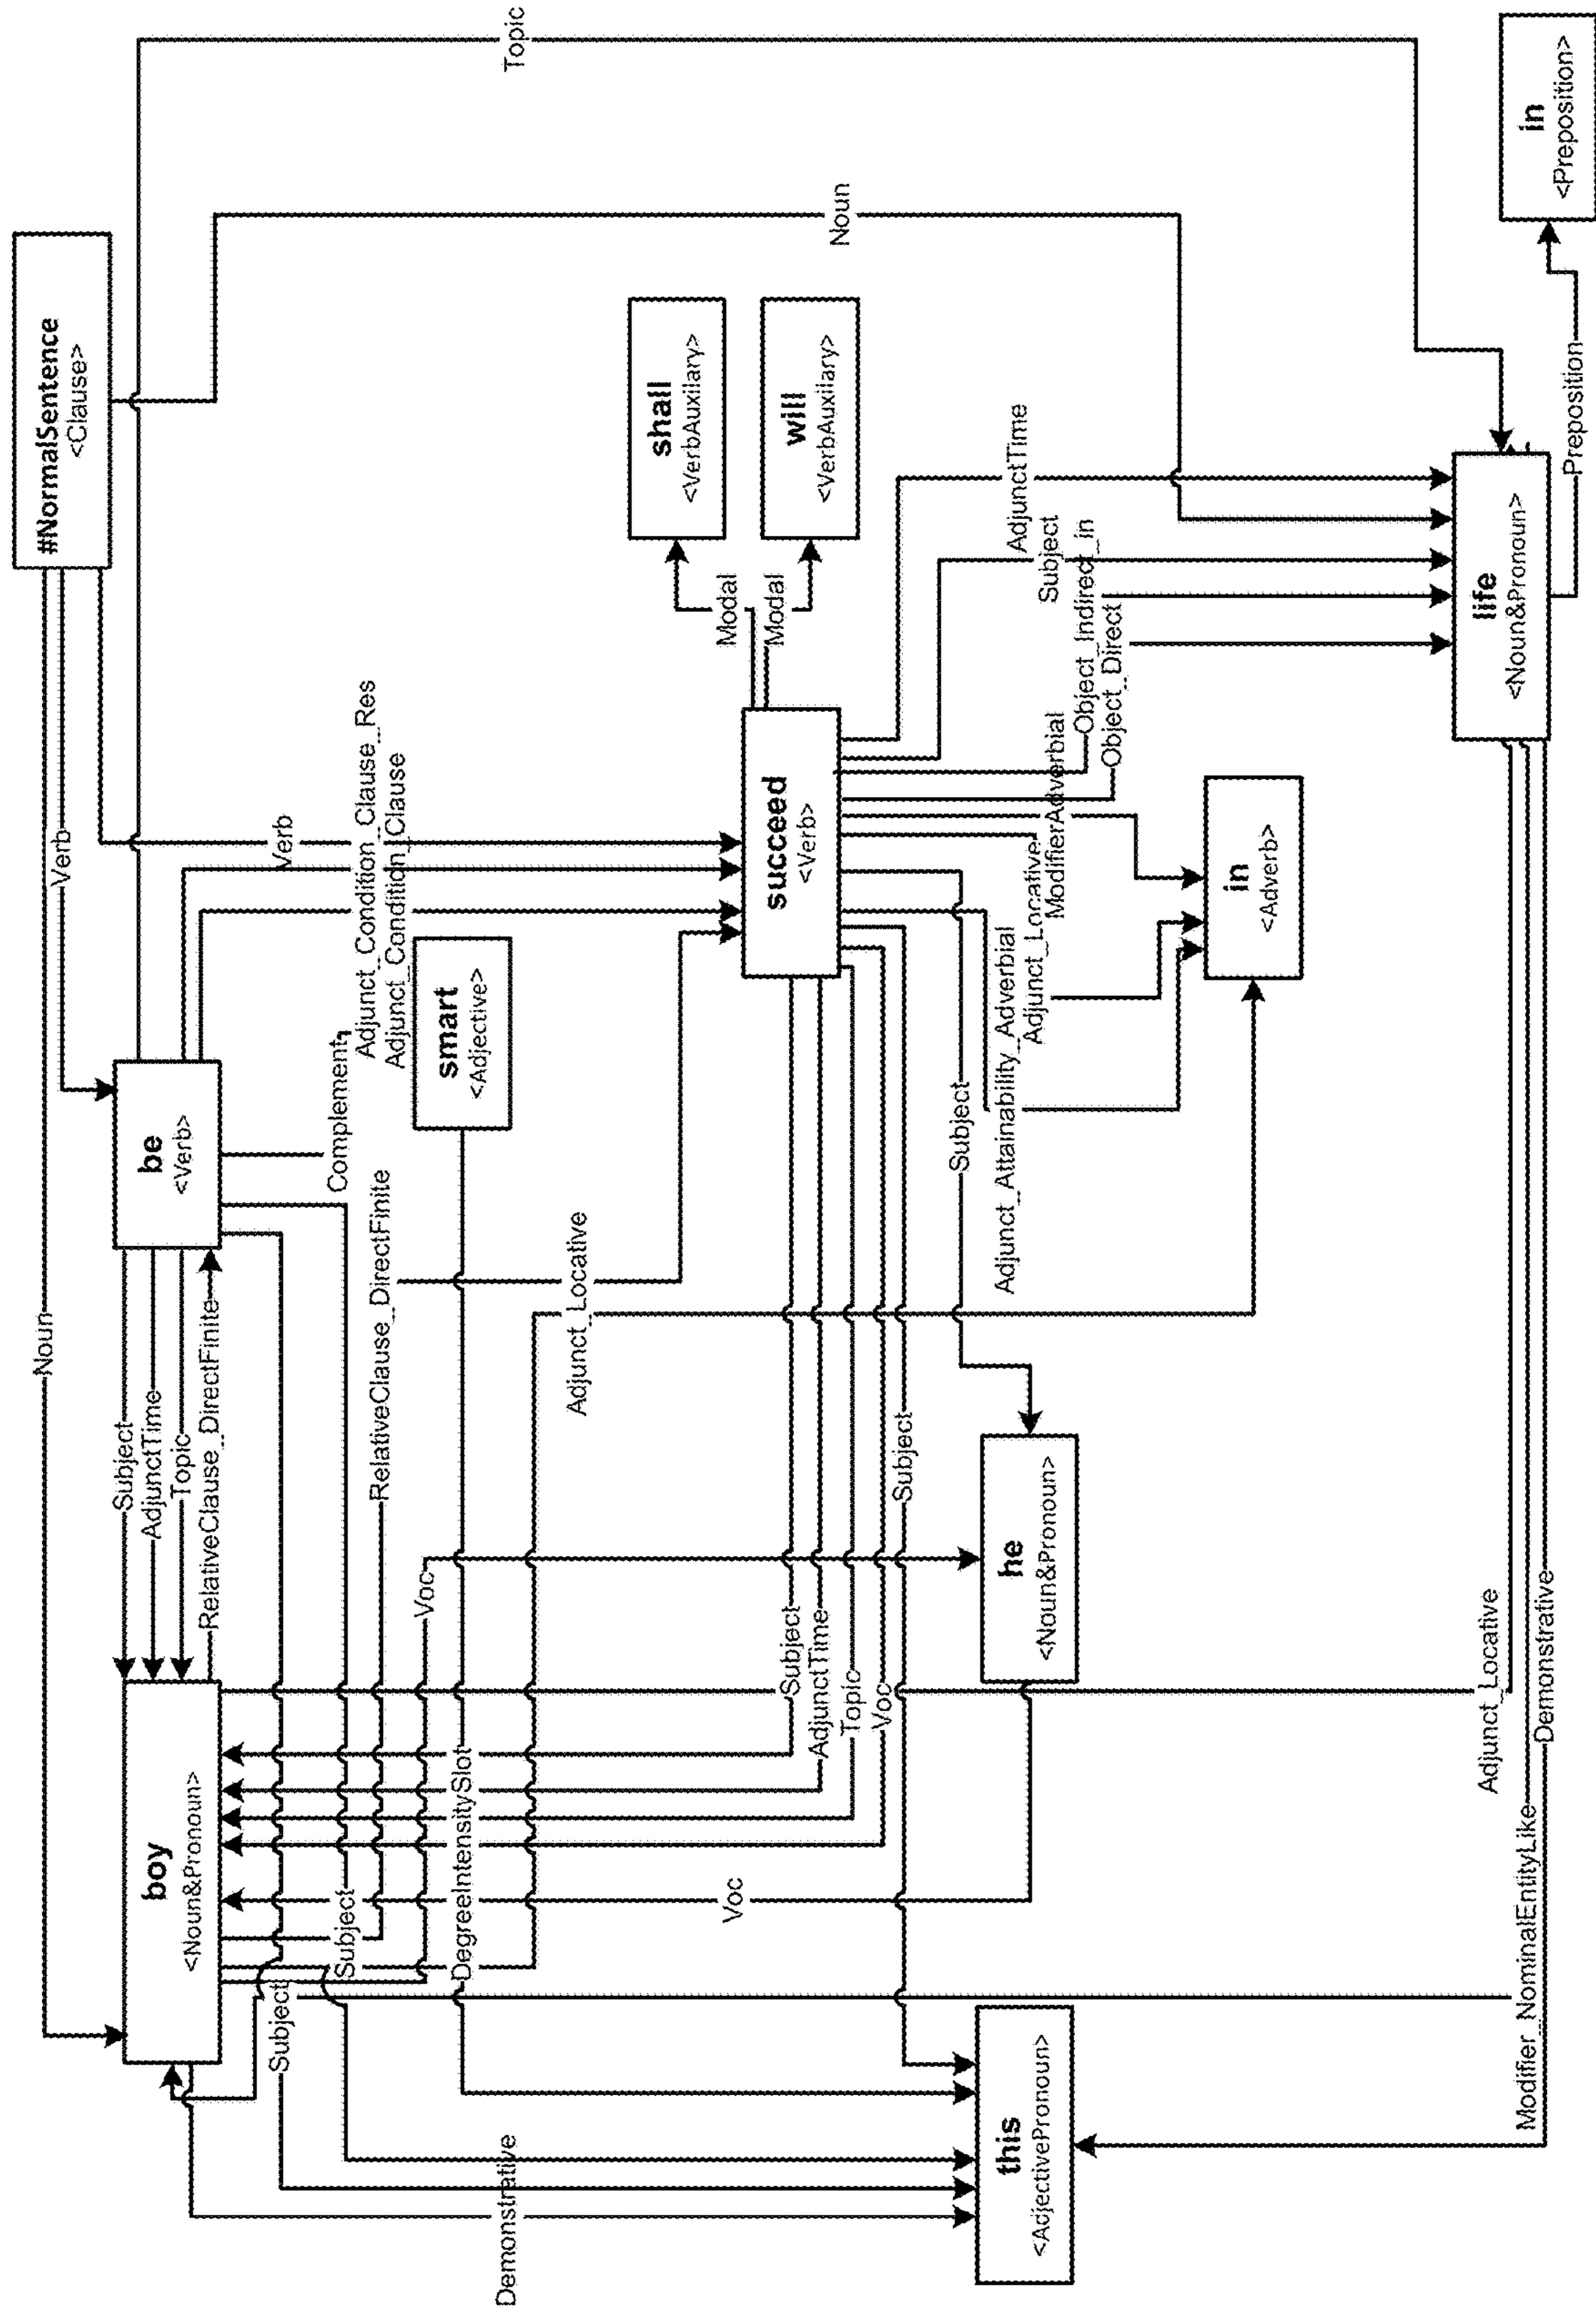 #NormalSentence
<Clause>
Noun
Verb
Verb
Noun
Topic
be
<Verb>
boy
<Noun&Pronoun>
Subject
AdjunctTime
Topic
RelativeClause_DirectFinite
Complement
Adjunct_Condition_Clause_Res
Adjunct_Condition_Clause
smart
<Adjective>
RelativeClause_DirectFinite
Subject
Subject
Voc
DegreeIntensitySlot
Demonstrative
Adjunct_Locative
shall
<VerbAuxilary>
will
<VerbAuxilary>
Modal
Modal
succeed
<Verb>
Subject
AdjunctTime
Topic
Voc
Subject
Voc
Subject
Adjunct_Attainability_Adverbial
Adjunct_Locative
ModifierAdverbial
Object_Direct
Object_Indirect_in
Subject
AdjunctTime
he
<Noun&Pronoun>
this
<AdjectivePronoun>
in
<Adverb>
life
<Noun&Pronoun>
Preposition
in
<Preposition>
Adjunct_Locative
Modifier_NominalEntityLike
Demonstrative